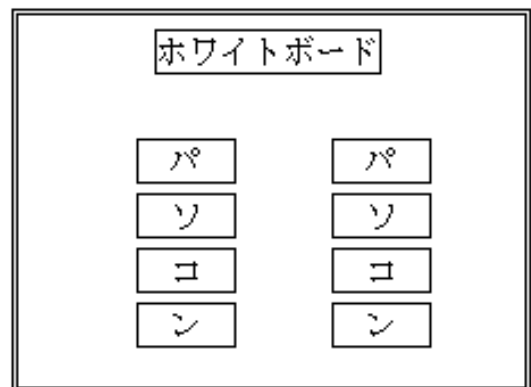 ホワイトボード
パ パ
ソ ソ
コ コ
ン ン